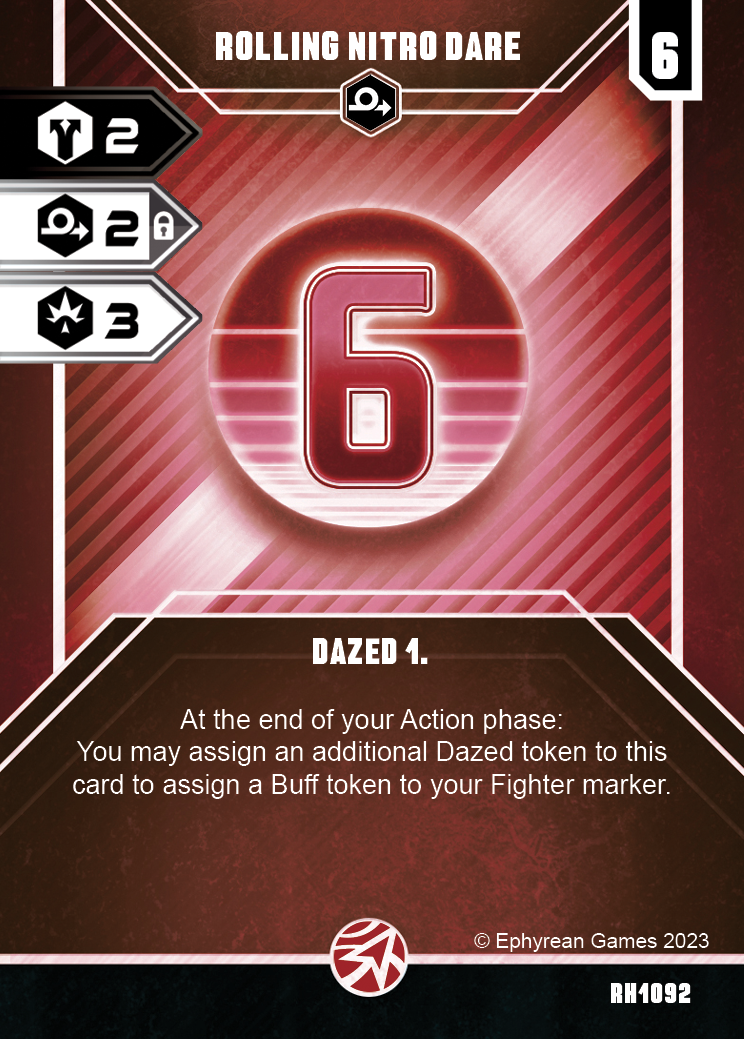 ROLLING NITRO DARE
6
2
2
3
6
DAZED 1.
At the end of your Action phase:
You may assign an additional Dazed token to this
card to assign a Buff token to your Fighter marker.
© Ephyrean Games 2023
RH1092